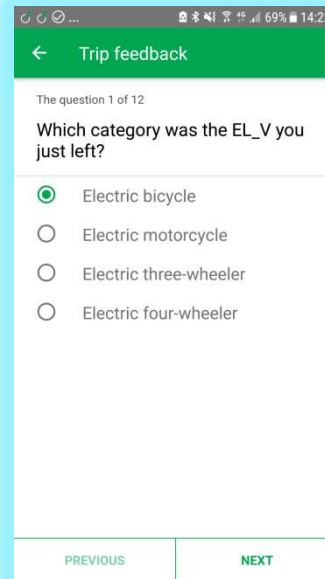 ... 4G 69% 14:2
Trip feedback
The question 1 of 12
Which category was the EL_V you
just left?
Electric bicycle
Electric motorcycle
Electric three-wheeler
Electric four-wheeler
PREVIOUS NEXT